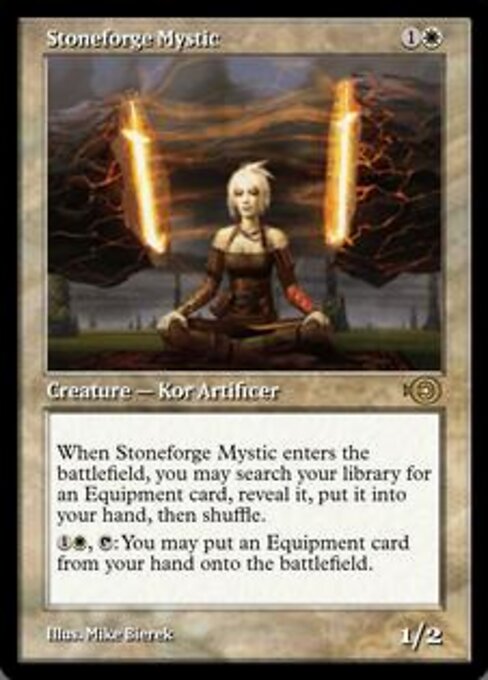 Stoneforge Mystic 1
Creature — Kor Artificer
When Stoneforge Mystic enters the
battlefield, you may search your library for
an Equipment card, reveal it, put it into
your hand, then shuffle.
1, : You may put an Equipment card
from your hand onto the battlefield.
Illus. Mike Bierek
1/2